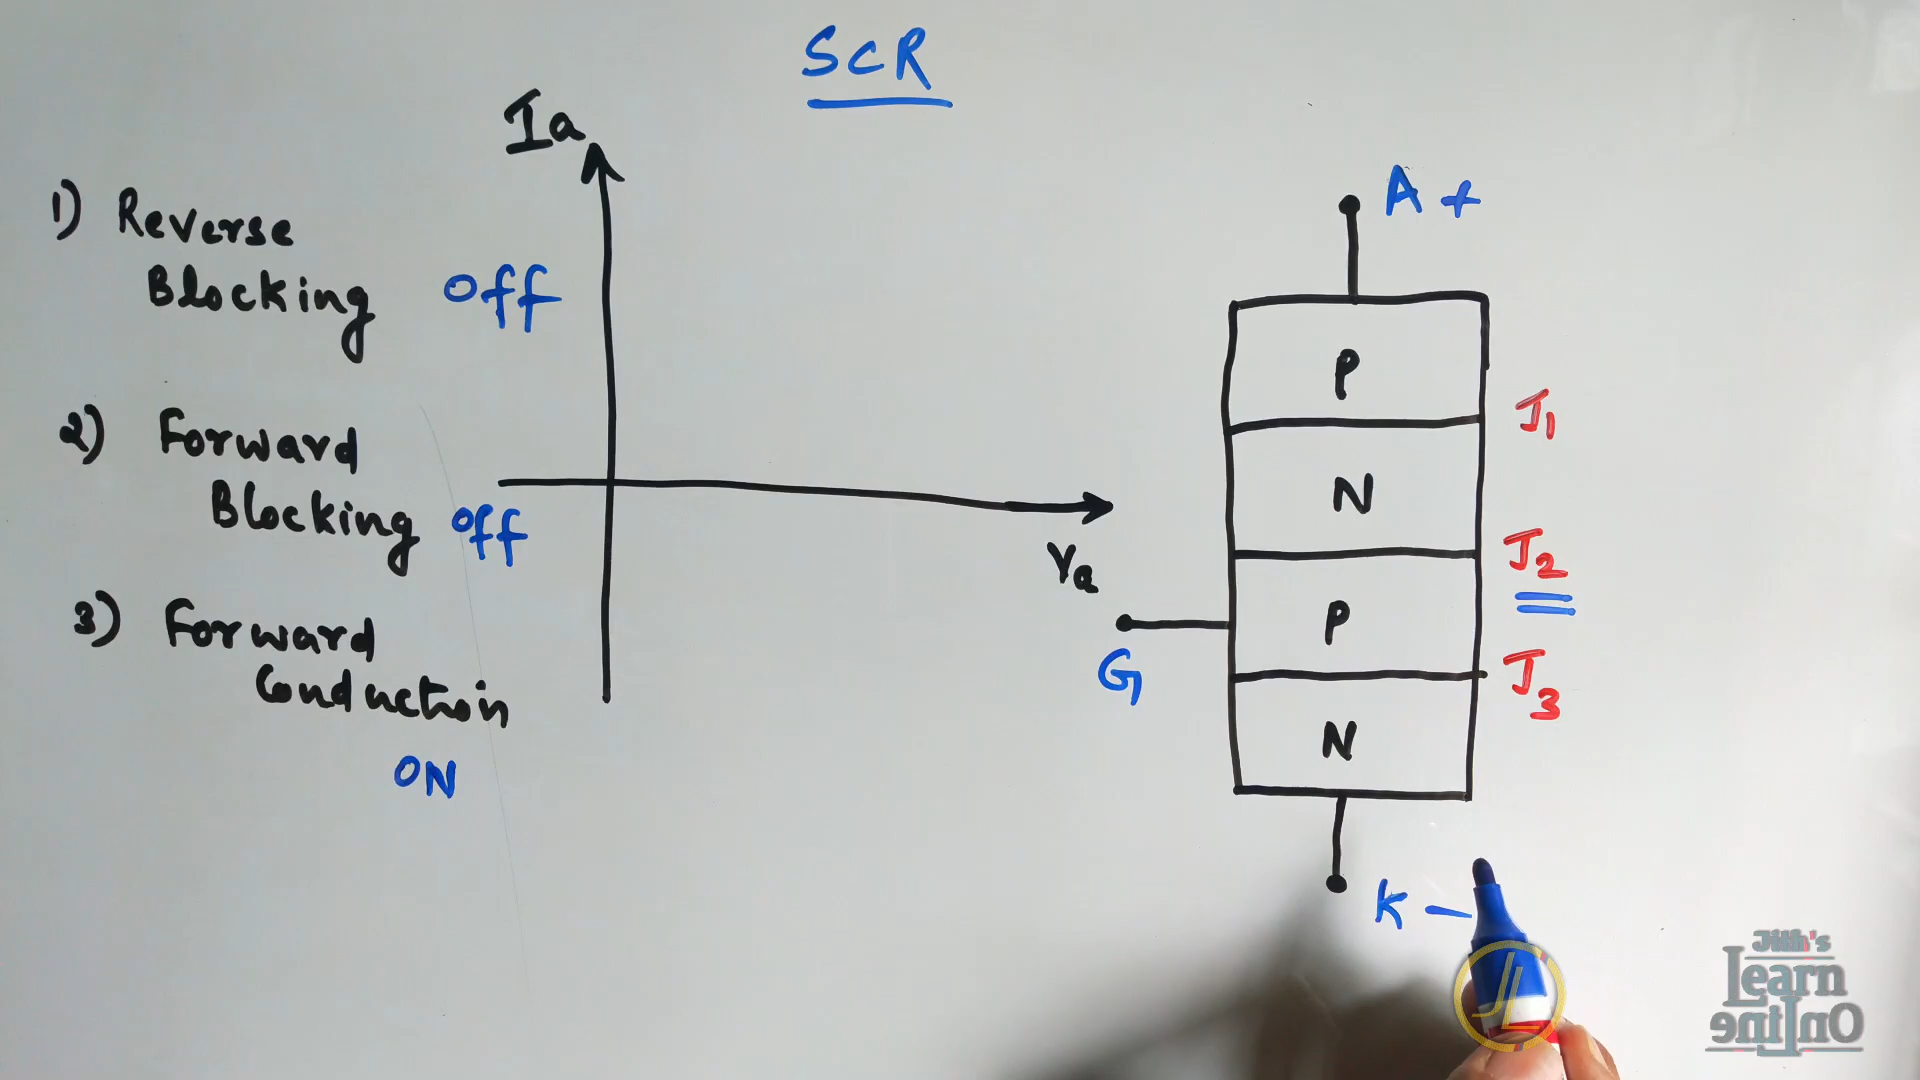 SCR
Ia
1) Reverse
Blocking off
2) Forward
Blocking off
3) Forward
Conduction
ON
Va
A +
P
J1
N
J2
P
G
J3
N
K -
JL
Jith's
Learn
OnLine